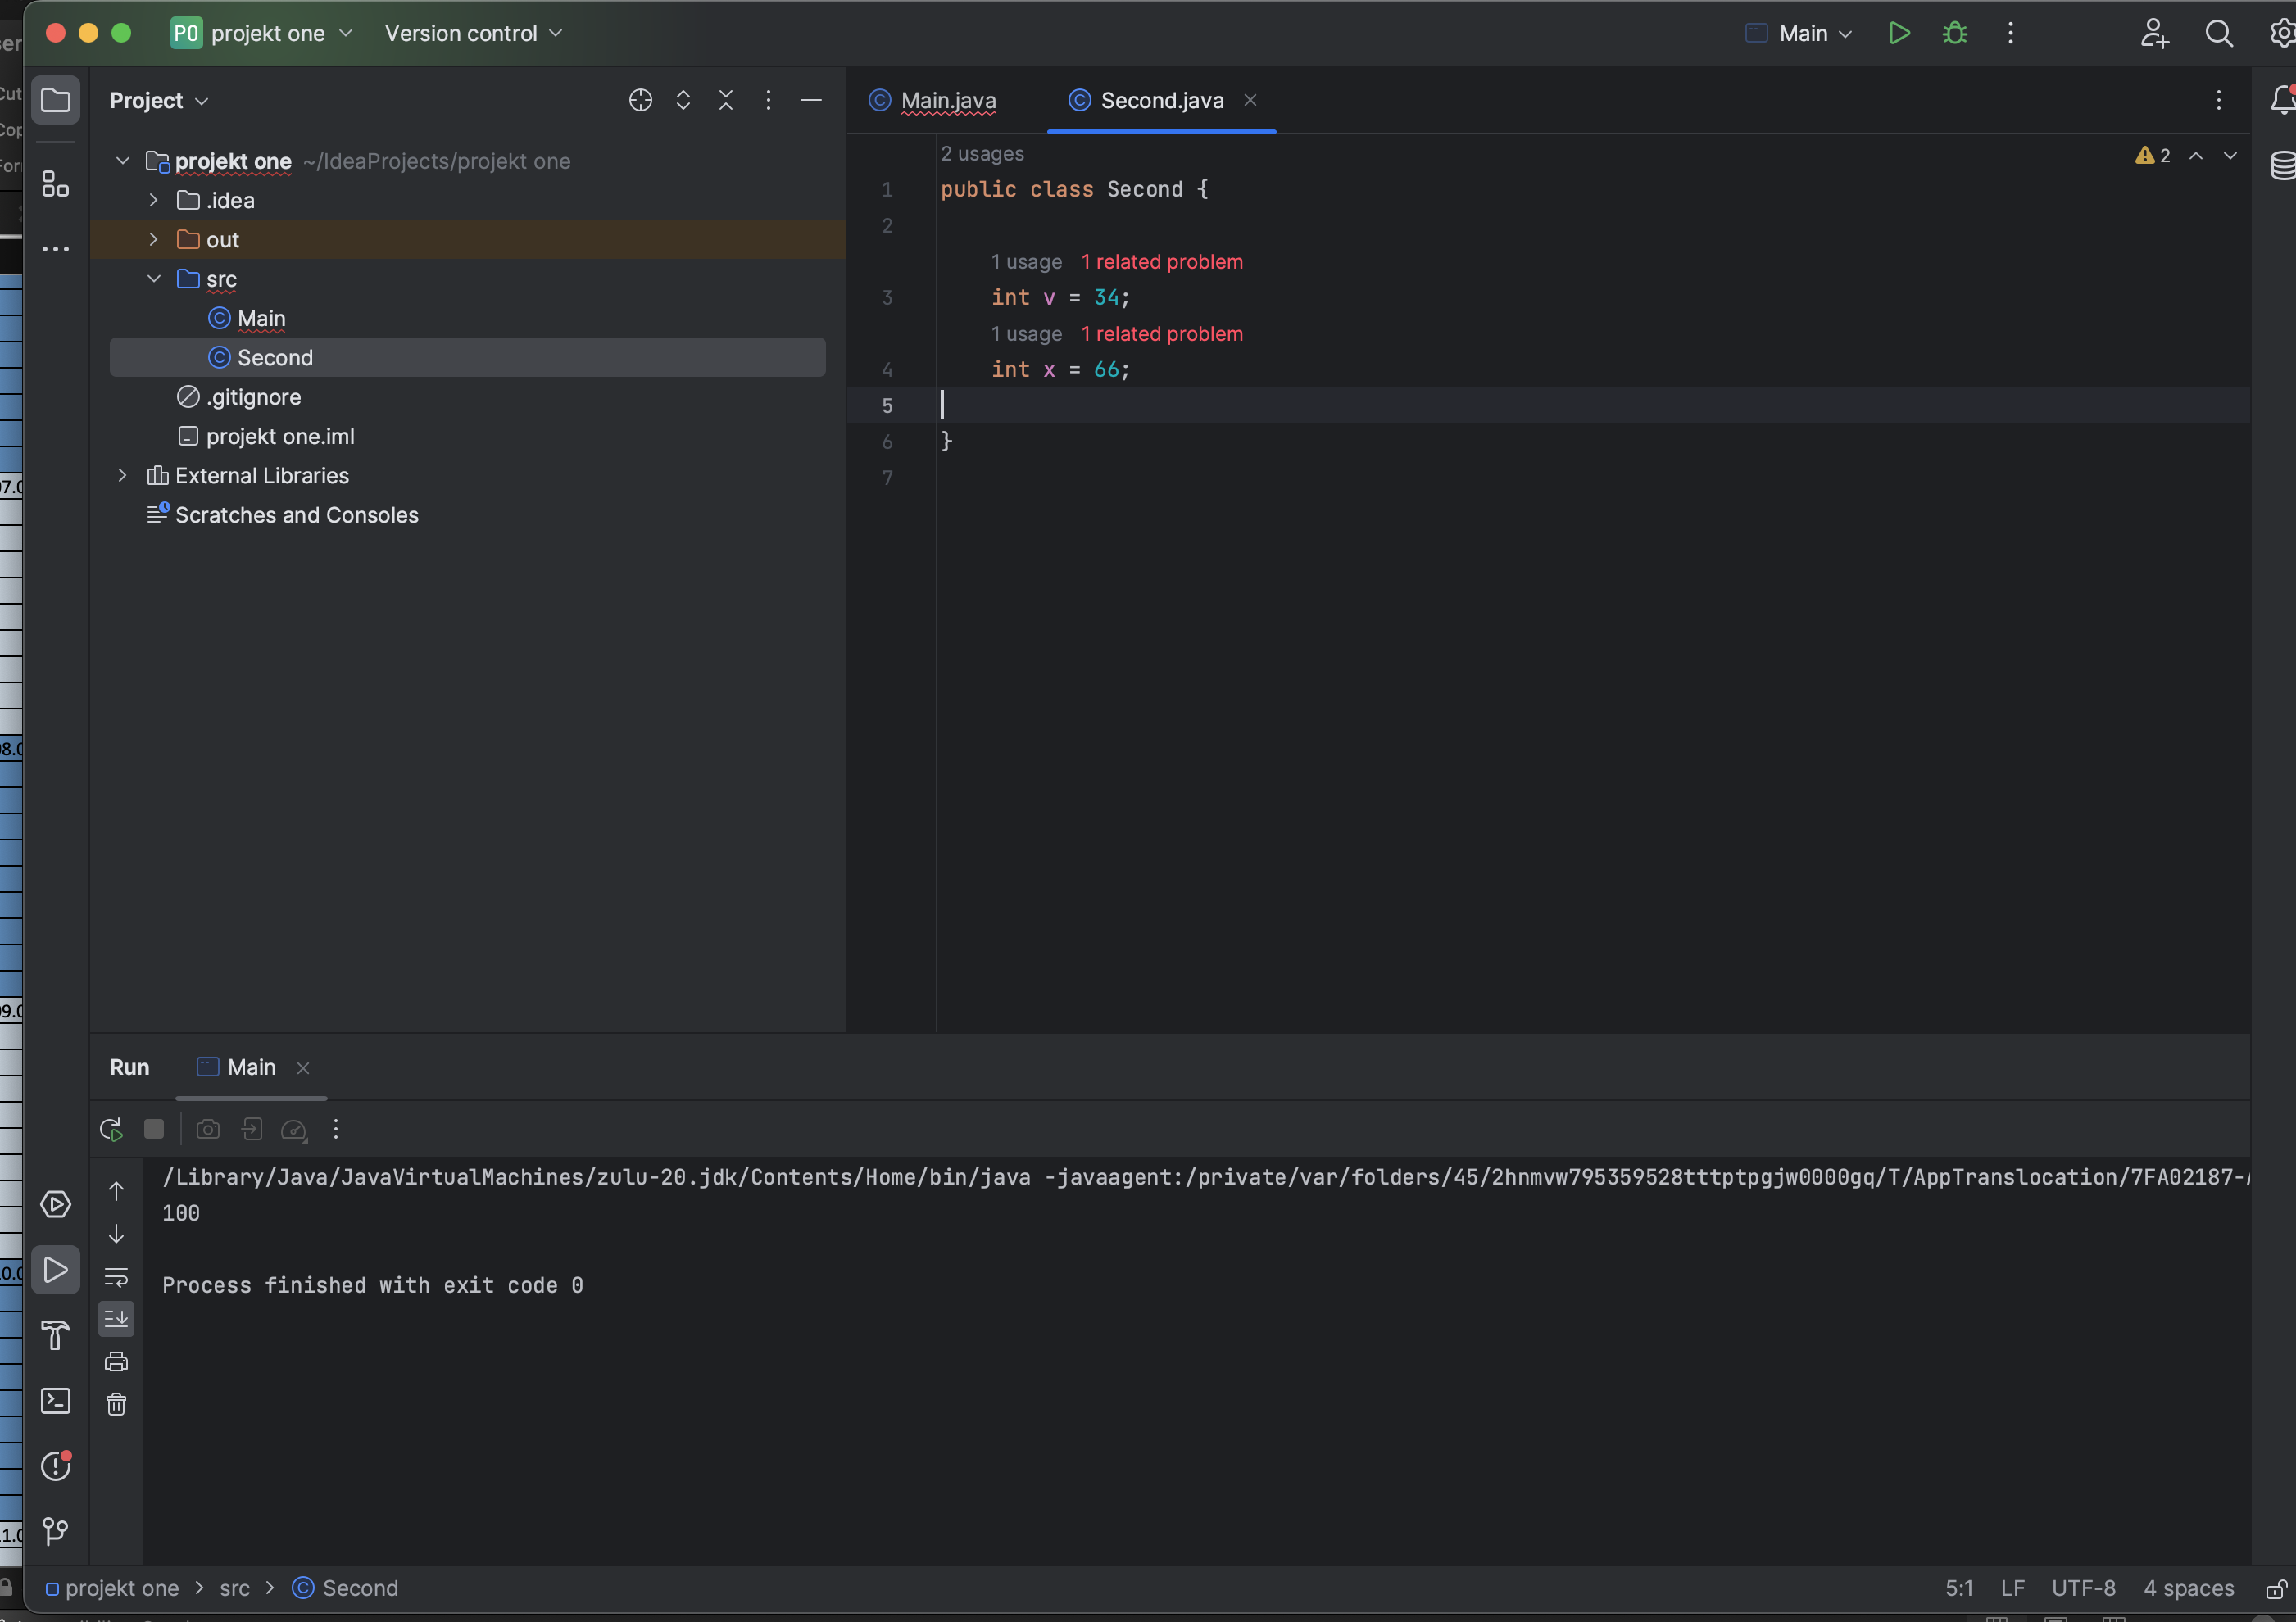 PO projekt one Version control Main
Project
projekt one ~/IdeaProjects/projekt one
.idea
out
src
Main
Second
.gitignore
projekt one.iml
External Libraries
Scratches and Consoles
Main.java Second.java
2 usages
2
1 public class Second {
2
1 usage 1 related problem
3 int v = 34;
1 usage 1 related problem
4 int x = 66;
5
6 }
7
Run Main
/Library/Java/JavaVirtualMachines/zulu-20.jdk/Contents/Home/bin/java -javaagent:/private/var/folders/45/2hnmvw795359528tttptpgjw0000gq/T/AppTranslocation/7FA02187-
100
Process finished with exit code 0
projekt one > src > Second
5:1 LF UTF-8 4 spaces